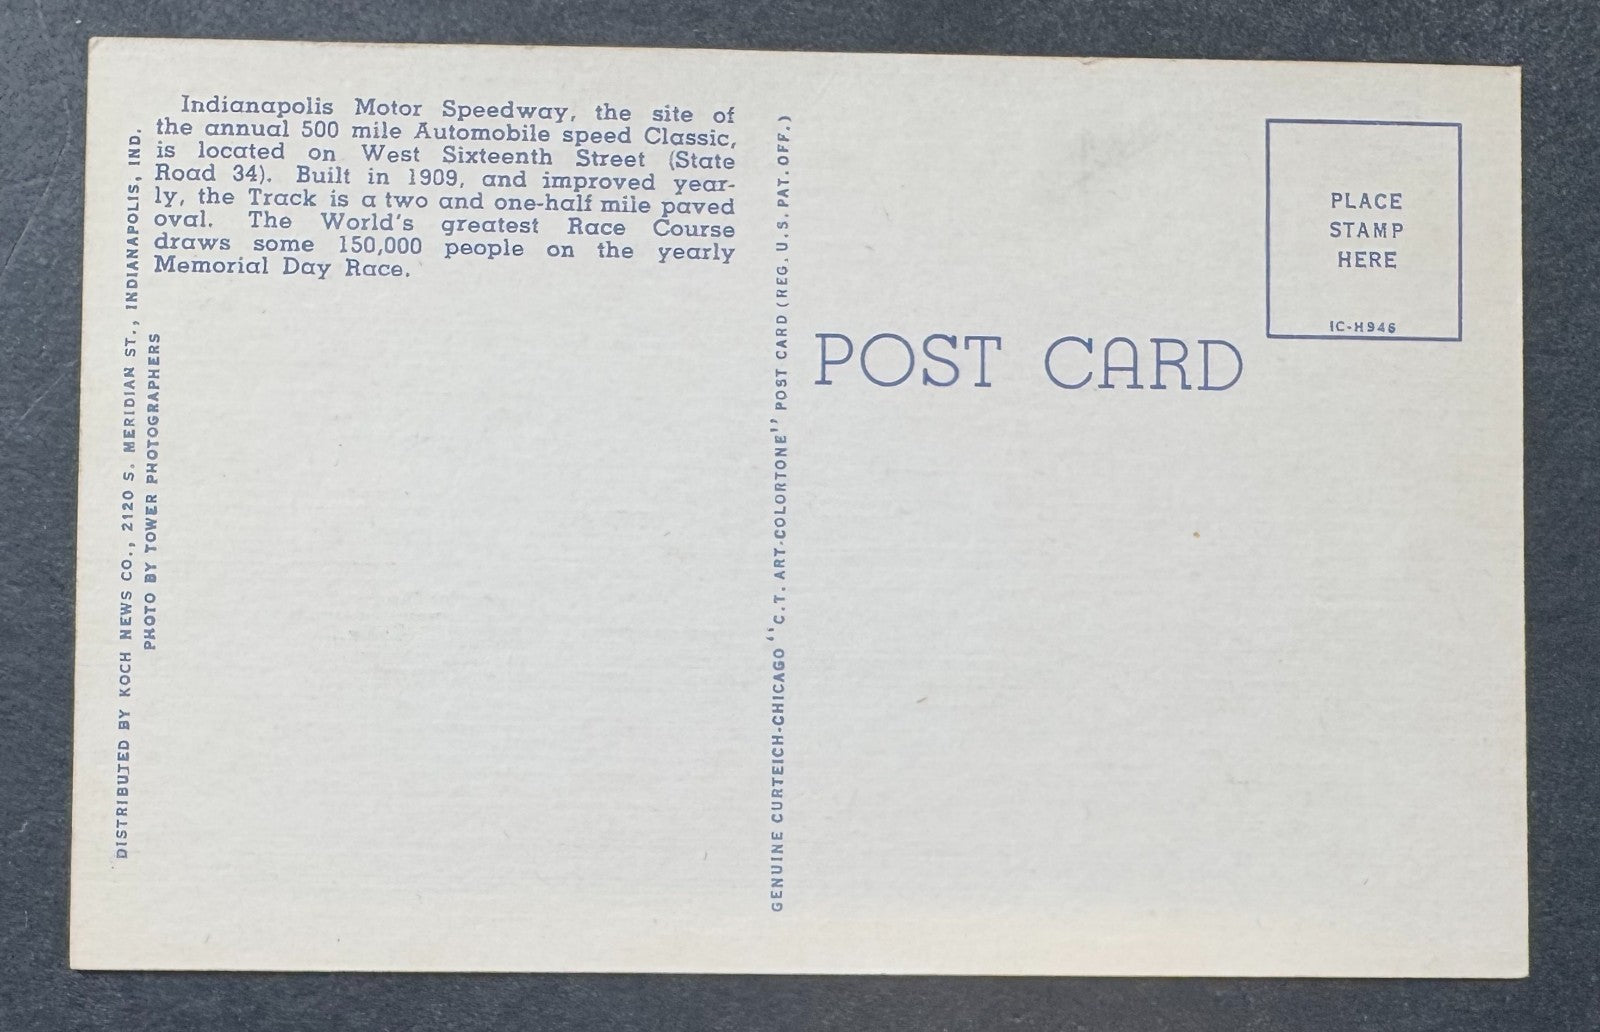 Indianapolis Motor Speedway, the site of
the annual 500 mile Automobile speed Classic,
is located on West Sixteenth Street (State
Road 34). Built in 1909, and improved year-
ly, the Track is a two and one-half mile paved
oval. The World's greatest Race Course
draws some 150,000 people on the yearly
Memorial Day Race.
DISTRIBUTED BY KOCH NEWS CO., 2120 S. MERIDIAN ST., INDIANAPOLIS, IND.
PHOTO BY TOWER PHOTOGRAPHERS
GENUINE CURTEICH-CHICAGO "C.T. ART-COLORTONE" POST CARD (REG. U.S. PAT. OFF.)
POST CARD
PLACE
STAMP
HERE
1C-H946